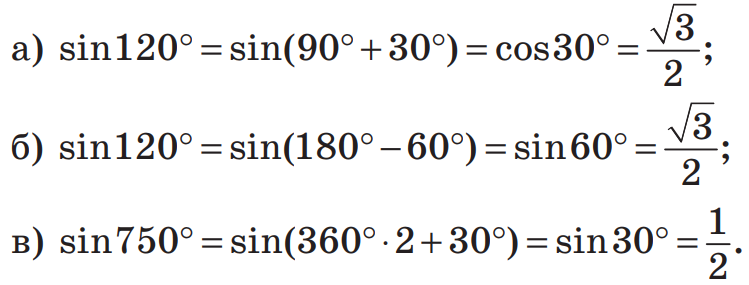 а) sin120° = sin(90° + 30°) = cos30° = √3/2;
б) sin120° = sin(180° − 60°) = sin60° = √3/2;
в) sin750° = sin(360° · 2 + 30°) = sin30° = 1/2.